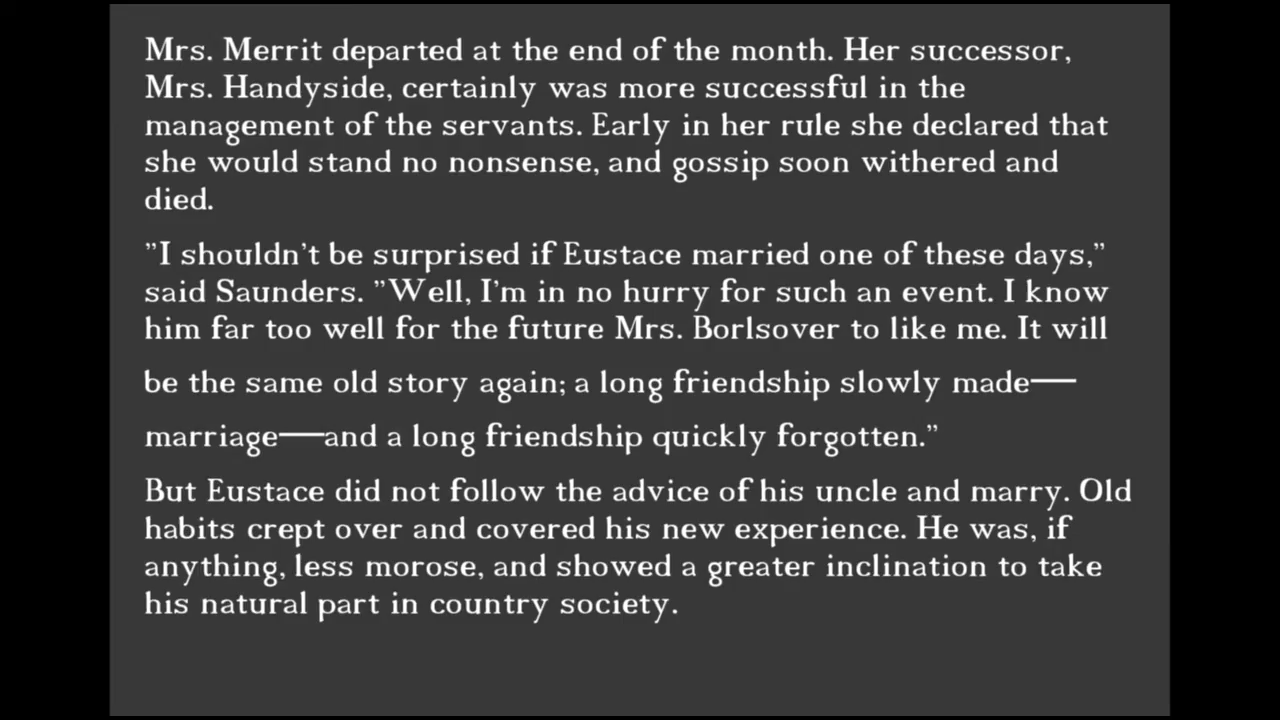 Mrs. Merrit departed at the end of the month. Her successor,
Mrs. Handyside, certainly was more successful in the
management of the servants. Early in her rule she declared that
she would stand no nonsense, and gossip soon withered and
died.
”I shouldn’t be surprised if Eustace married one of these days,”
said Saunders. ”Well, I’m in no hurry for such an event. I know
him far too well for the future Mrs. Borlsover to like me. It will
be the same old story again; a long friendship slowly made—
marriage—and a long friendship quickly forgotten.”
But Eustace did not follow the advice of his uncle and marry. Old
habits crept over and covered his new experience. He was, if
anything, less morose, and showed a greater inclination to take
his natural part in country society.